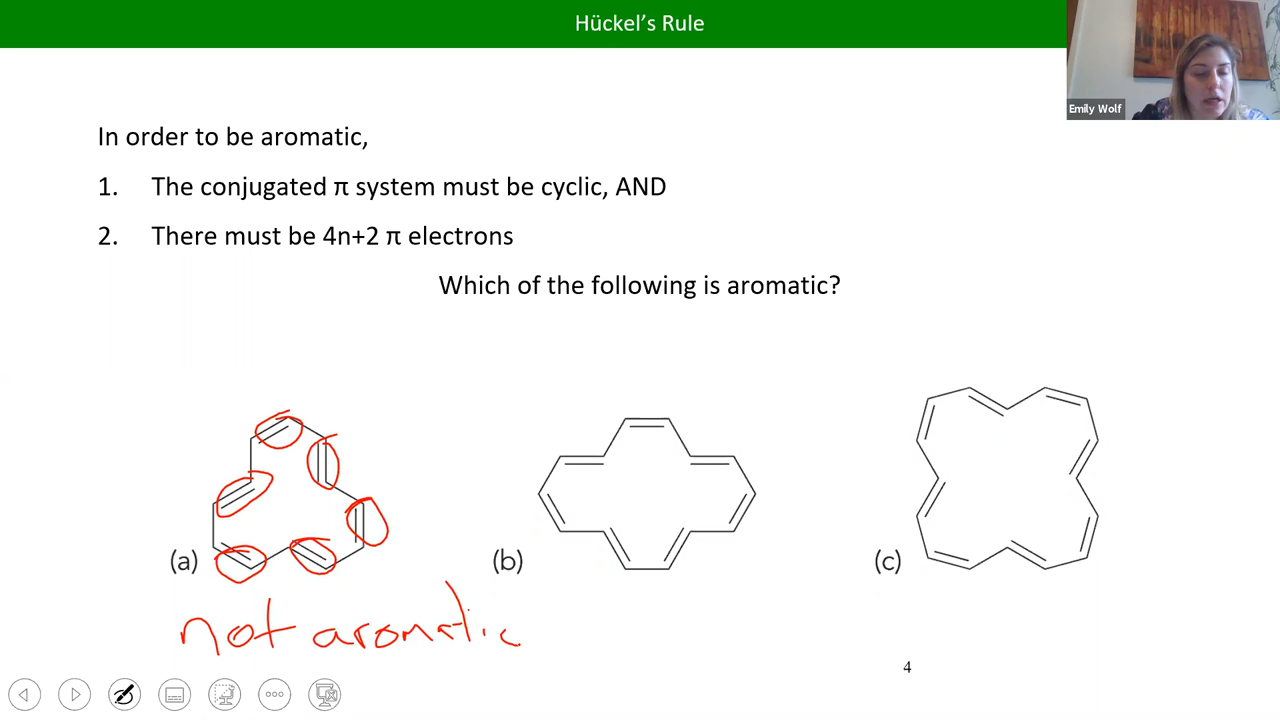 Hückel's Rule
Emily Wolf
In order to be aromatic,
1. The conjugated π system must be cyclic, AND
2. There must be 4n+2 π electrons
Which of the following is aromatic?
(a)
(b)
(c)
not aromatic
4